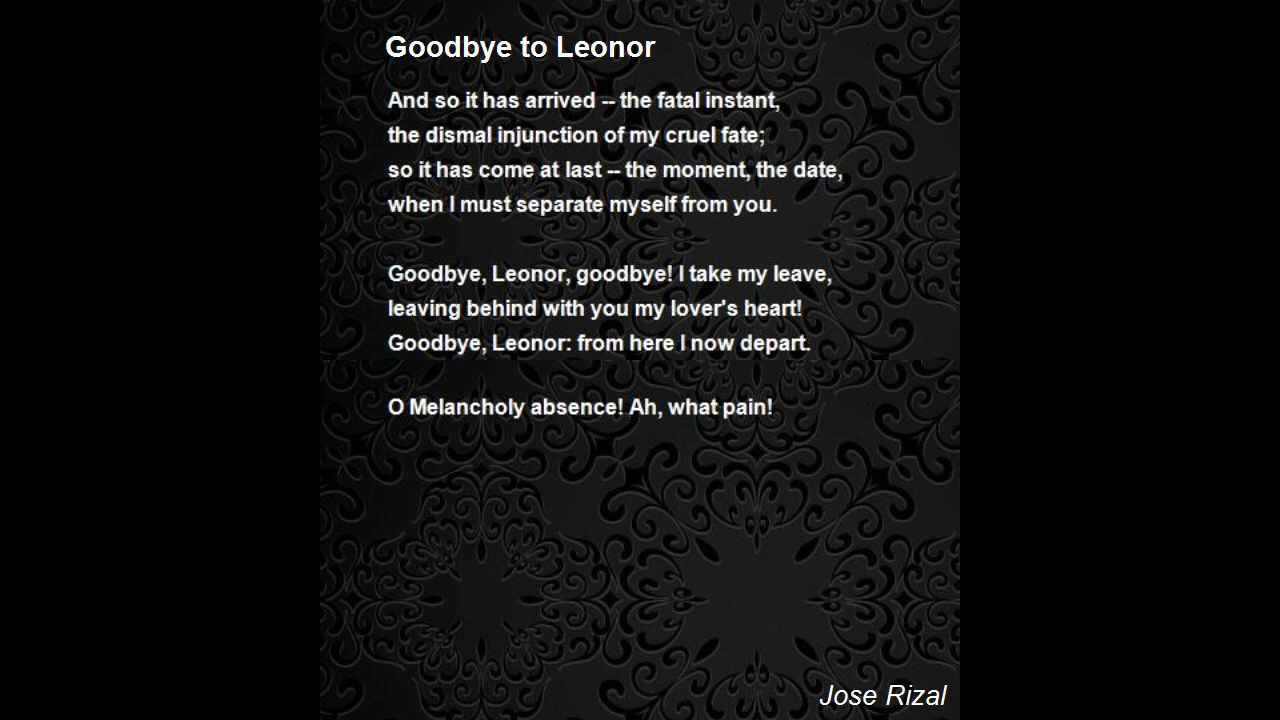 Goodbye to Leonor
And so it has arrived -- the fatal instant,
the dismal injunction of my cruel fate;
so it has come at last -- the moment, the date,
when I must separate myself from you.
Goodbye, Leonor, goodbye! I take my leave,
leaving behind with you my lover's heart!
Goodbye, Leonor: from here I now depart.
O Melancholy absence! Ah, what pain!
Jose Rizal